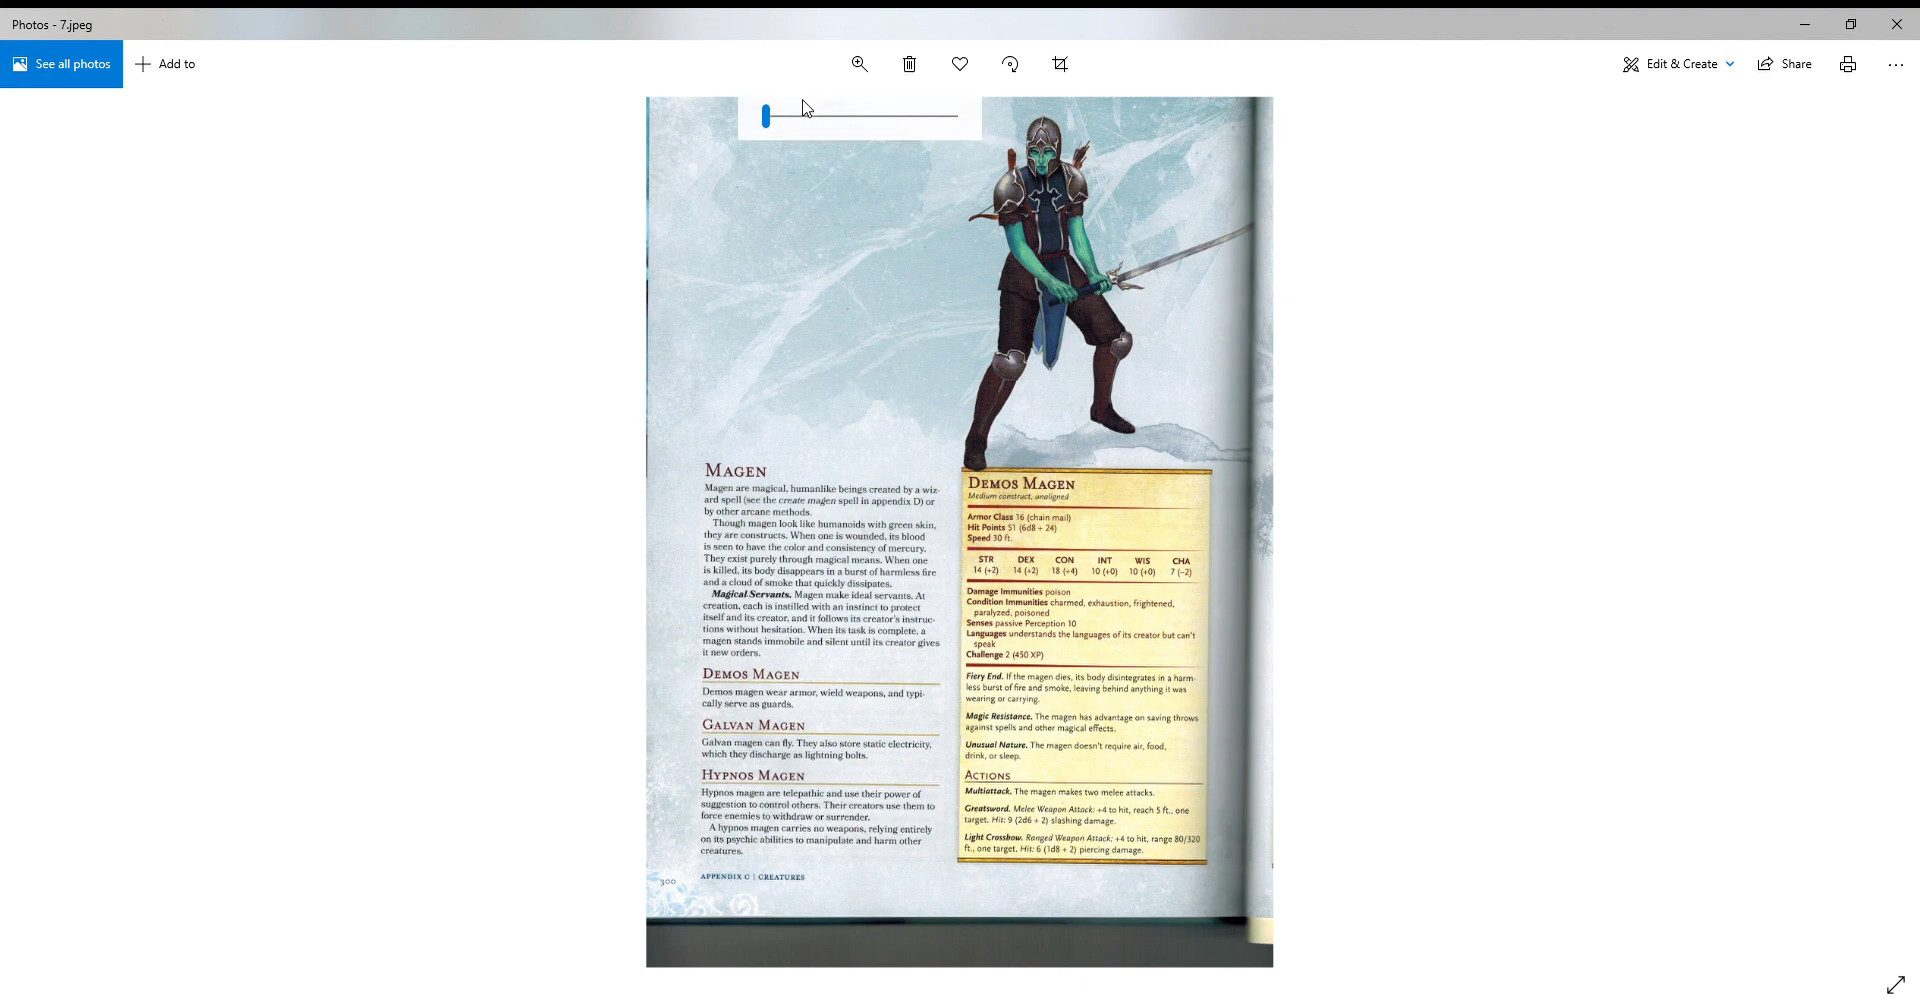 Photos - 7.jpeg
See all photos
Add to
Edit & Create
Share
MAGEN
Magen are magical, humanlike beings created by a wiz-
ard spell (see the create magen spell in appendix D) or
by other arcane methods.
Though magen look like humanoids with green skin,
they are constructs. When one is wounded, its blood
is seen to have the color and consistency of mercury.
They exist purely through magical means. When one
is killed, its body disappears in a burst of harmless fire
and a cloud of smoke that quickly dissipates.
Magical Servants. Magen make ideal servants. At
creation, each is instilled with an instinct to protect
itself and its creator, and it follows its creator's instruc-
tions without hesitation. When its task is complete, a
magen stands immobile and silent until its creator gives
it new orders.
DEMOS MAGEN
Demos magen wear armor, wield weapons, and typi-
cally serve as guards.
GALVAN MAGEN
Galvan magen can fly. They also store static electricity,
which they discharge as lightning bolts.
HYPNOS MAGEN
Hypnos magen are telepathic and use their power of
suggestion to control others. Their creators use them to
force enemies to withdraw or surrender.
A hypnos magen carries no weapons, relying entirely
on its psychic abilities to manipulate and harm other
creatures.
DEMOS MAGEN
Medium construct, unaligned
Armor Class 16 (chain mail)
Hit Points 51 (6d8 + 24)
Speed 30 ft.
STR DEX CON INT WIS CHA
14 (+2) 14 (+2) 18 (+4) 10 (+0) 10 (+0) 7 (−2)
Damage Immunities poison
Condition Immunities charmed, exhaustion, frightened,
paralyzed, poisoned
Senses passive Perception 10
Languages understands the languages of its creator but can't
speak
Challenge 2 (450 XP)
Fiery End. If the magen dies, its body disintegrates in a harm-
less burst of fire and smoke, leaving behind anything it was
wearing or carrying.
Magic Resistance. The magen has advantage on saving throws
against spells and other magical effects.
Unusual Nature. The magen doesn't require air, food,
drink, or sleep.
ACTIONS
Multiattack. The magen makes two melee attacks.
Greatsword. Melee Weapon Attack: +4 to hit, reach 5 ft., one
target. Hit: 9 (2d6 + 2) slashing damage.
Light Crossbow. Ranged Weapon Attack: +4 to hit, range 80/320
ft., one target. Hit: 6 (1d8 + 2) piercing damage.
300
APPENDIX C | CREATURES